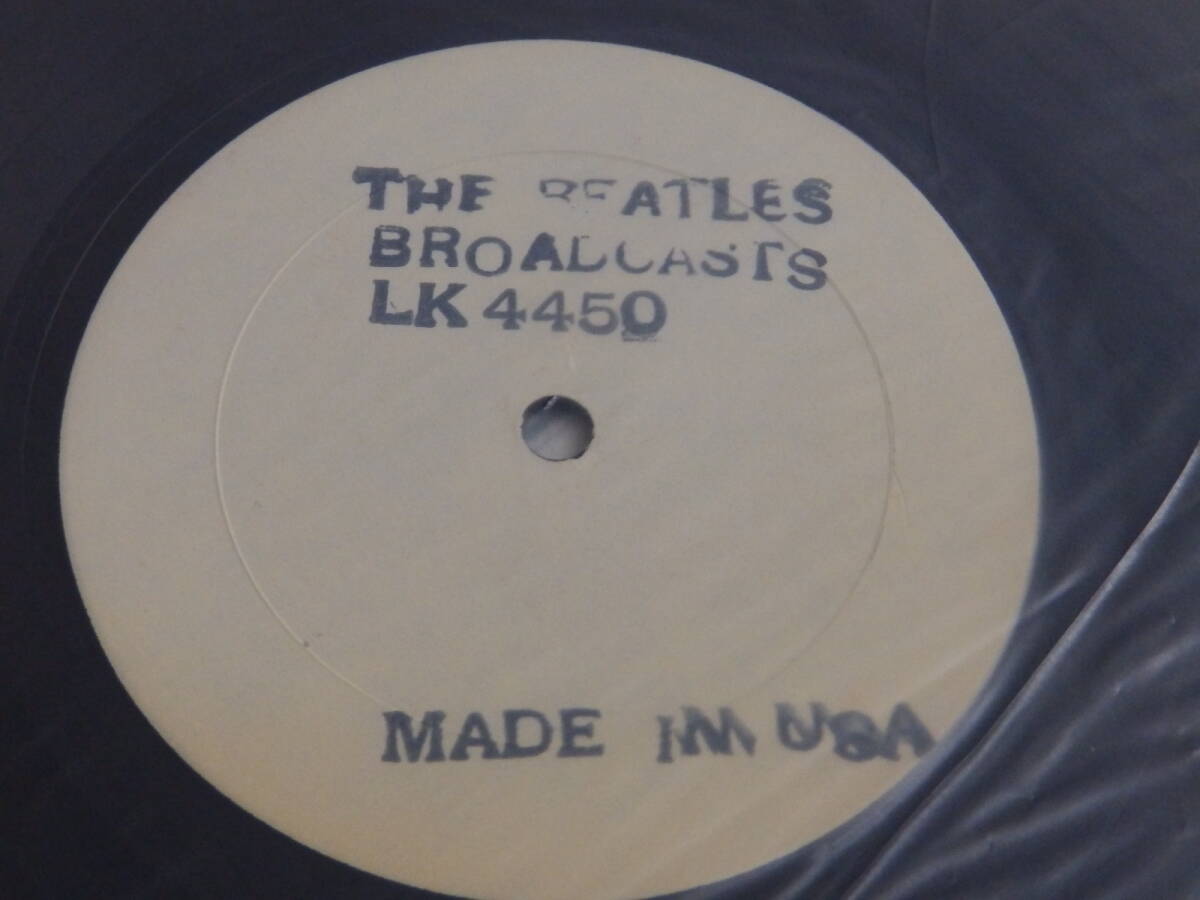 THE BEATLES
BROADCASTS
LK 4450
MADE IN USA